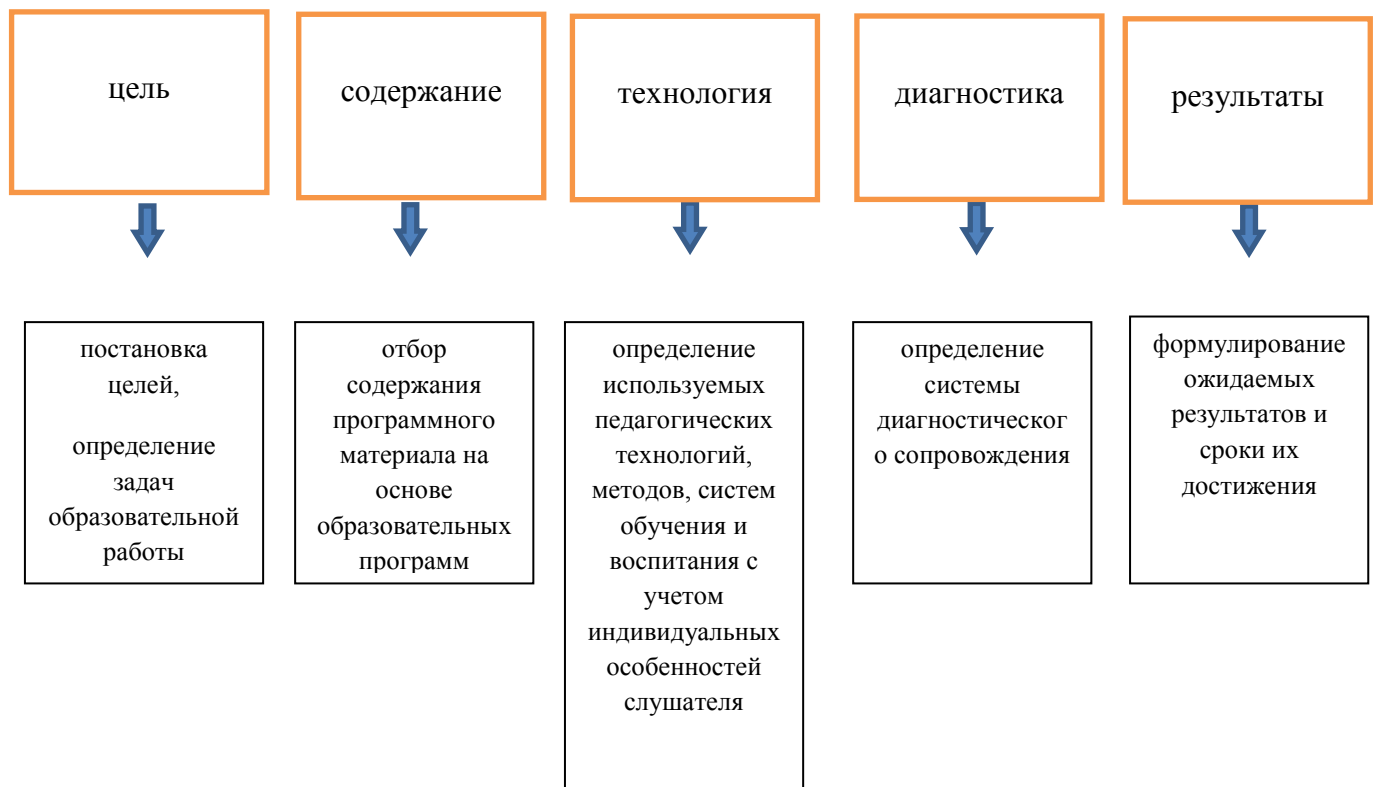 цель
содержание
технология
диагностика
результаты
постановка
целей,
определение
задач
образовательной
работы
отбор
содержания
программного
материала на
основе
образовательных
программ
определение
используемых
педагогических
технологий,
методов, систем
обучения и
воспитания с
учетом
индивидуальных
особенностей
слушателя
определение
системы
диагностическог
о сопровождения
формулирование
ожидаемых
результатов и
сроки их
достижения